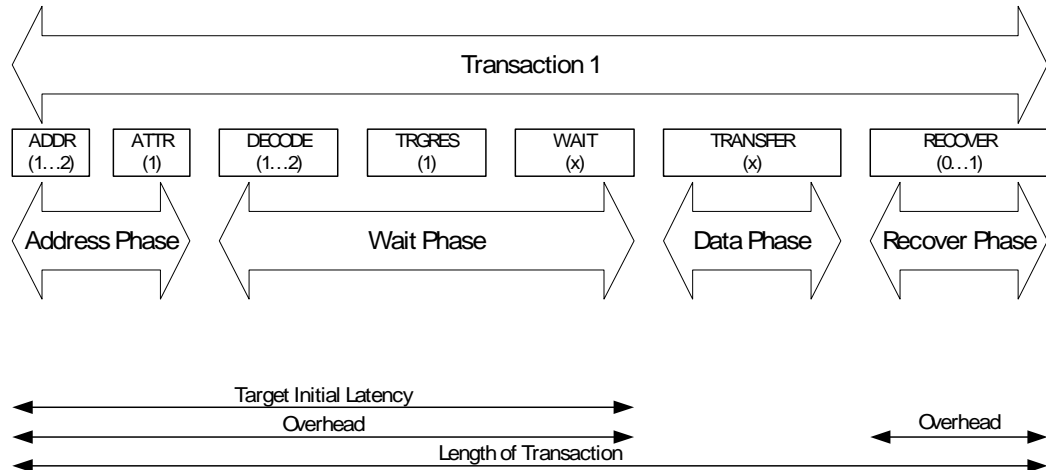 Transaction 1
ADDR
(1…2)
ATTR
(1)
DECODE
(1…2)
TRGRES
(1)
WAIT
(x)
TRANSFER
(x)
RECOVER
(0…1)
Address Phase
Wait Phase
Data Phase
Recover Phase
Target Initial Latency
Overhead
Overhead
Length of Transaction